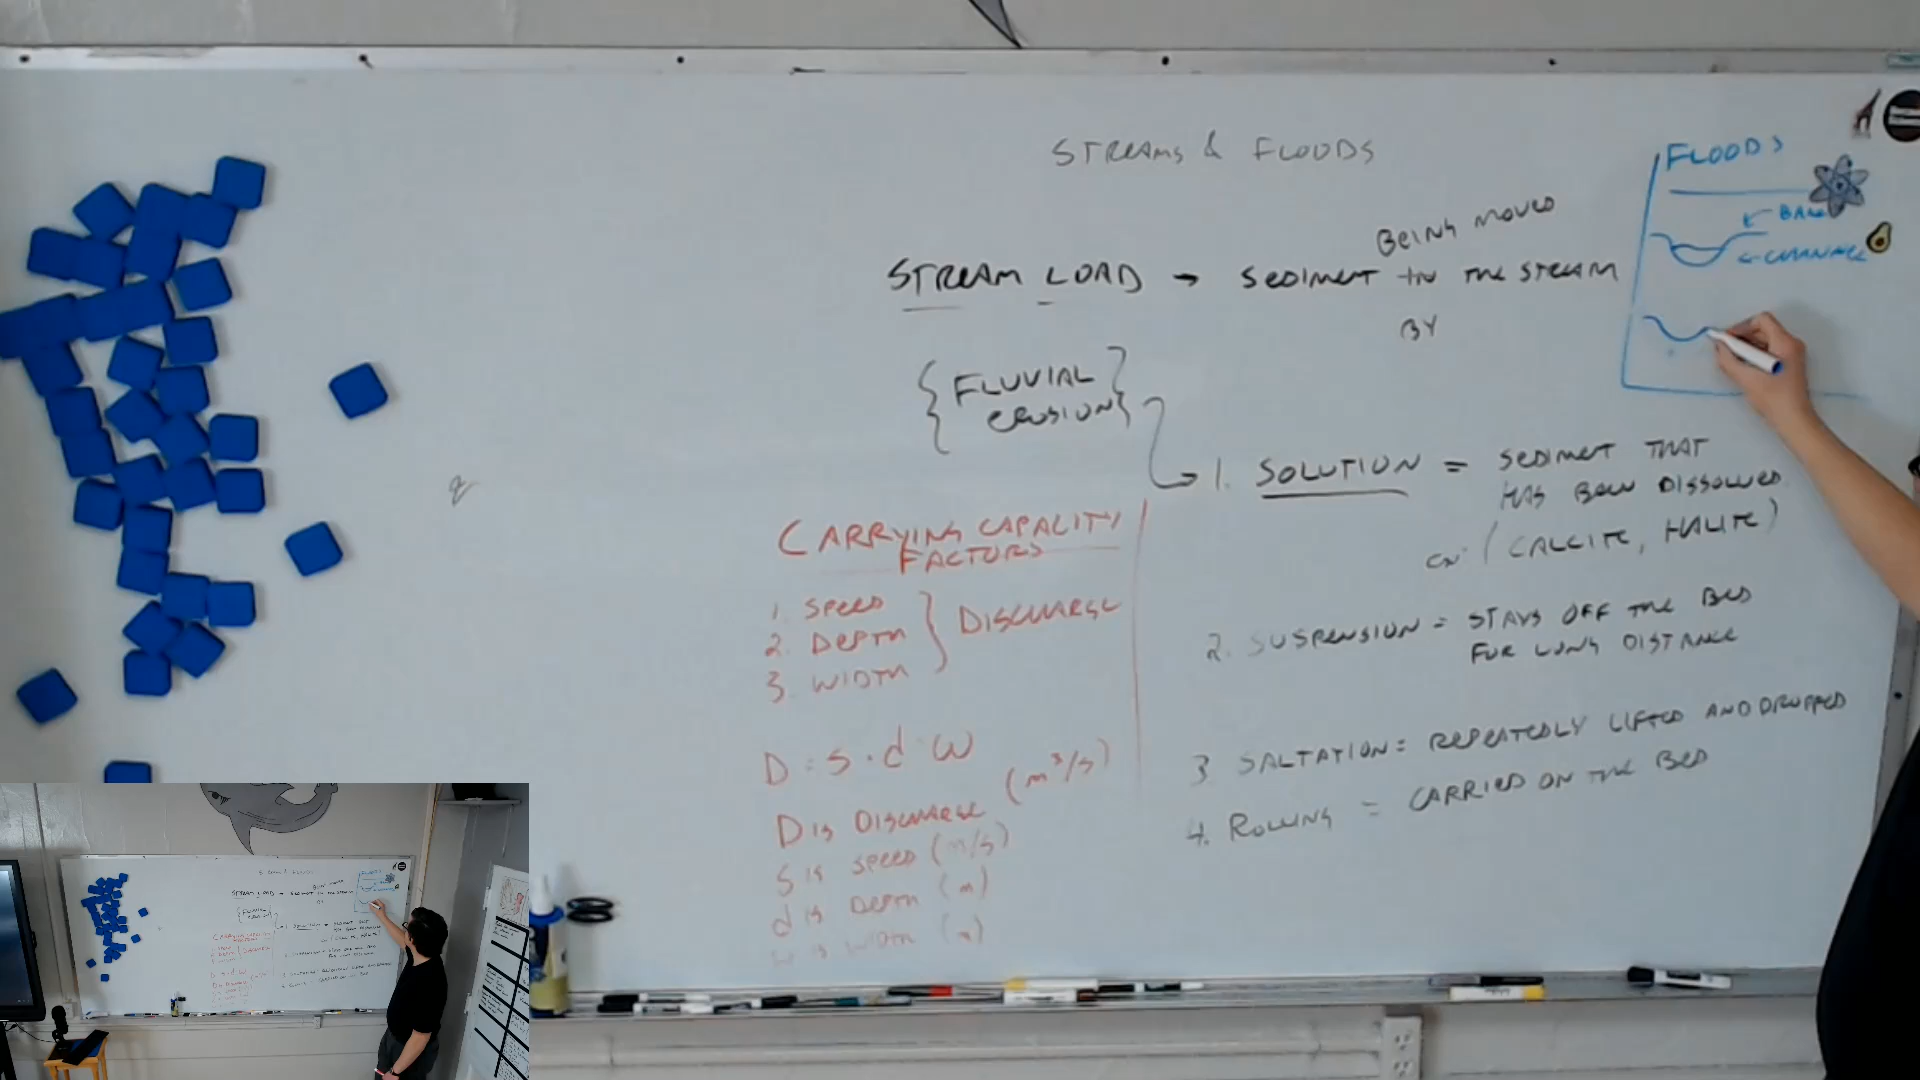 STREAMS & FLOODS
BEING MOVED
STREAM LOAD → SEDIMENT IN THE STREAM
BY
{FLUVIAL
EROSION}
1. SOLUTION = SEDIMENT THAT
HAS BEEN DISSOLVED
(CALCITE, HALITE)
2. SUSPENSION = STAYS OFF THE BED
FOR LONG DISTANCE
3 SALTATION = REPEATEDLY LIFTED AND DROPPED
4. ROLLING = CARRIED ON THE BED
CARRYING CAPACITY
FACTORS
1. SPEED
2. DEPTH } DISCHARGE
3. WIDTH
D = s · d · w
D is DISCHARGE (m³/s)
S is SPEED (m/s)
d is DEPTH (m)
w is WIDTH (m)
FLOODS
← CHANNEL